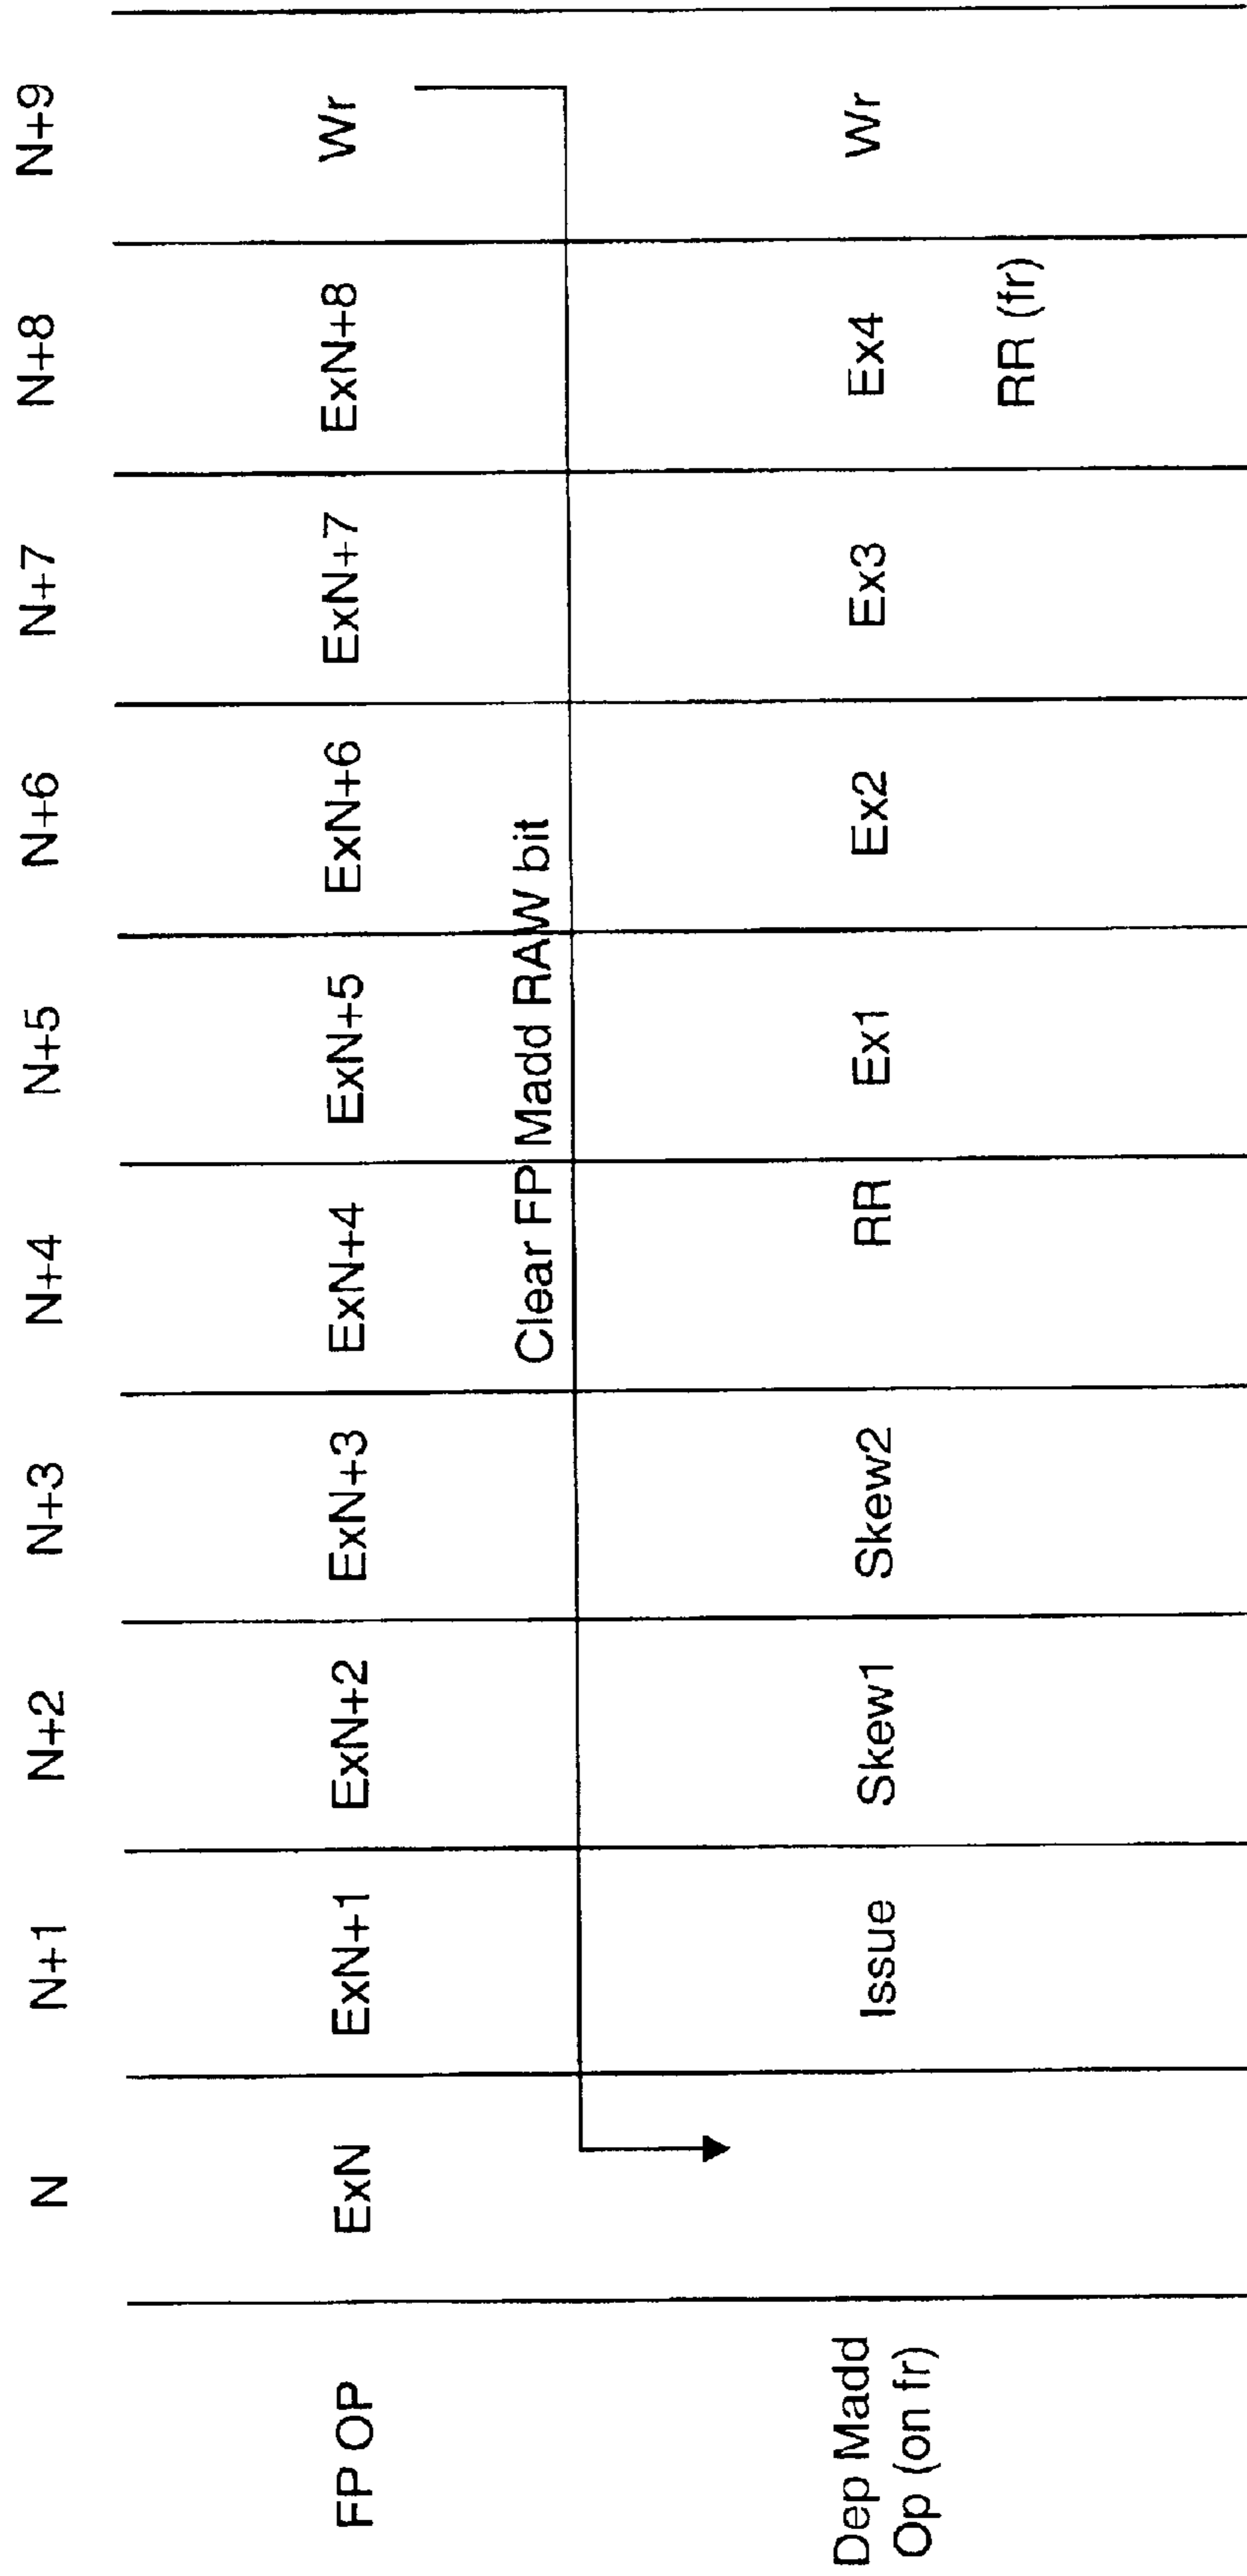 N N+1 N+2 N+3 N+4 N+5 N+6 N+7 N+8 N+9
FP OP ExN ExN+1 ExN+2 ExN+3 ExN+4 ExN+5 ExN+6 ExN+7 ExN+8 Wr
Clear FP Madd RAW bit
Dep Madd Issue Skew1 Skew2 RR Ex1 Ex2 Ex3 Ex4 Wr
Op (on fr)
RR (fr)